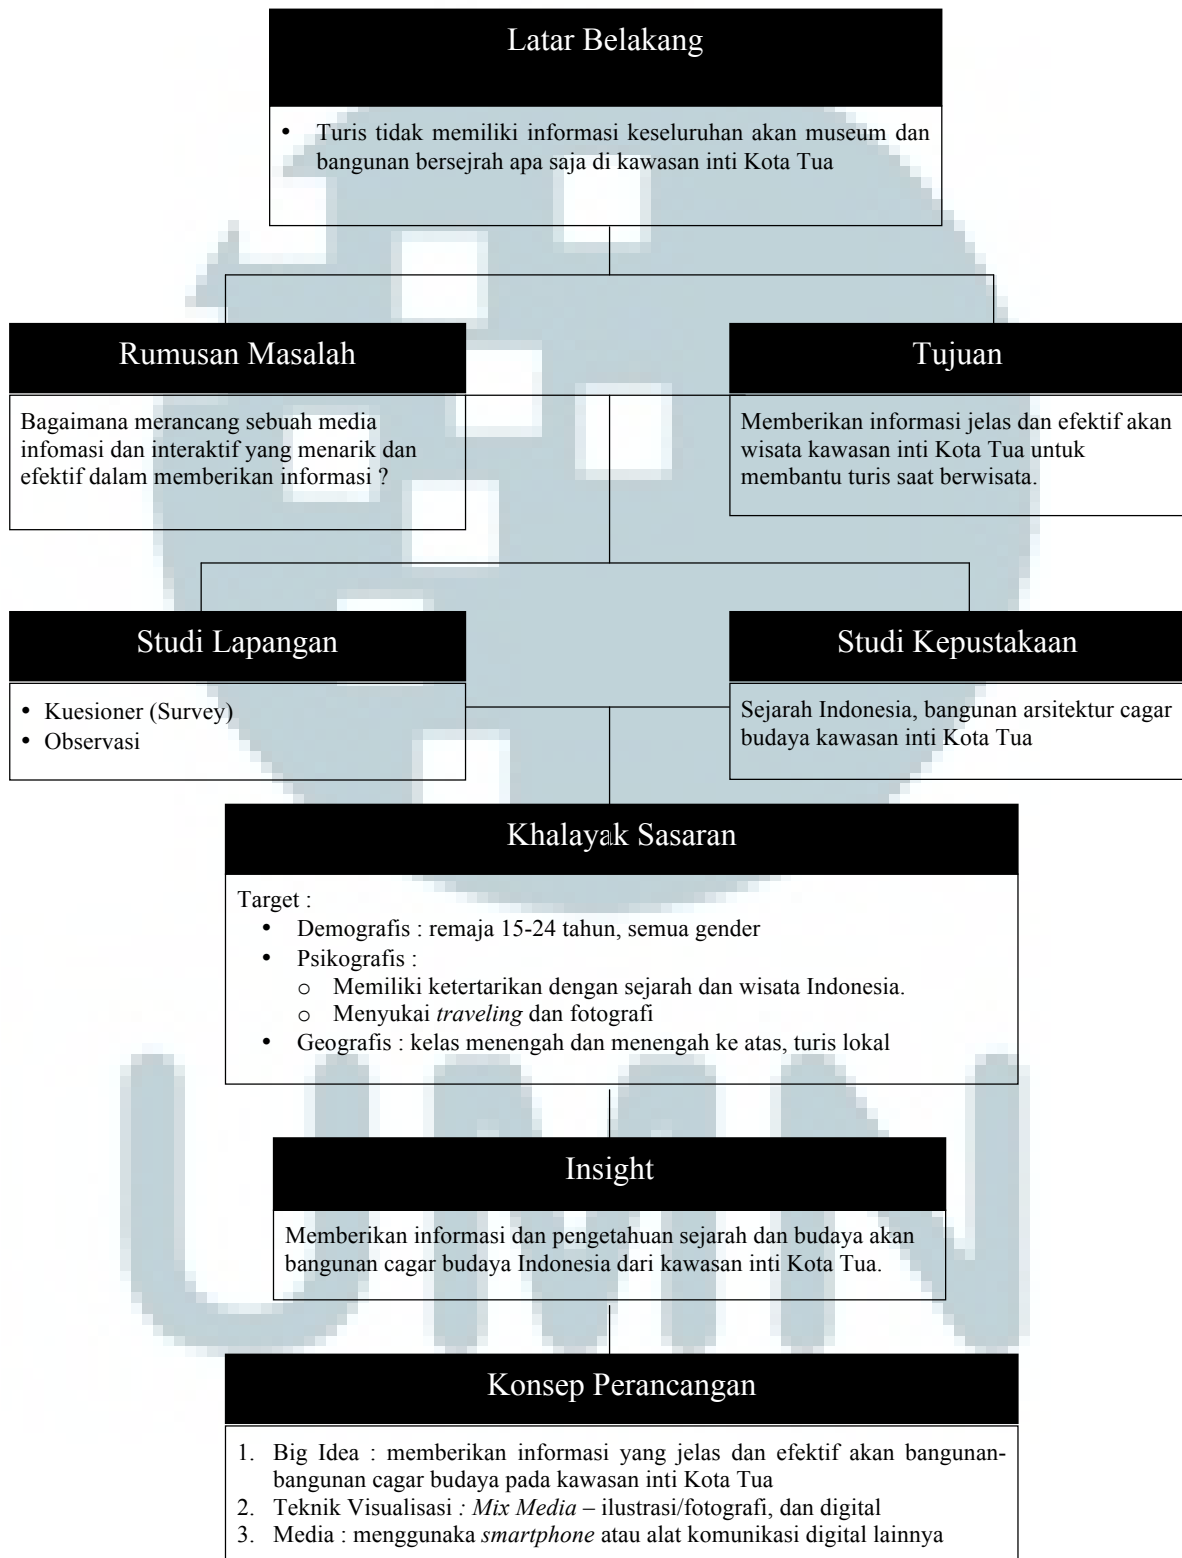 Latar Belakang
• Turis tidak memiliki informasi keseluruhan akan museum dan
bangunan bersejrah apa saja di kawasan inti Kota Tua
Rumusan Masalah
Bagaimana merancang sebuah media
infomasi dan interaktif yang menarik dan
efektif dalam memberikan informasi ?
Tujuan
Memberikan informasi jelas dan efektif akan
wisata kawasan inti Kota Tua untuk
membantu turis saat berwisata.
Studi Lapangan
• Kuesioner (Survey)
• Observasi
Studi Kepustakaan
Sejarah Indonesia, bangunan arsitektur cagar
budaya kawasan inti Kota Tua
Khalayak Sasaran
Target :
• Demografis : remaja 15-24 tahun, semua gender
• Psikografis :
o Memiliki ketertarikan dengan sejarah dan wisata Indonesia.
o Menyukai traveling dan fotografi
• Geografis : kelas menengah dan menengah ke atas, turis lokal
Insight
Memberikan informasi dan pengetahuan sejarah dan budaya akan
bangunan cagar budaya Indonesia dari kawasan inti Kota Tua.
Konsep Perancangan
1. Big Idea : memberikan informasi yang jelas dan efektif akan bangunan-
bangunan cagar budaya pada kawasan inti Kota Tua
2. Teknik Visualisasi : Mix Media – ilustrasi/fotografi, dan digital
3. Media : menggunaka smartphone atau alat komunikasi digital lainnya
UMN